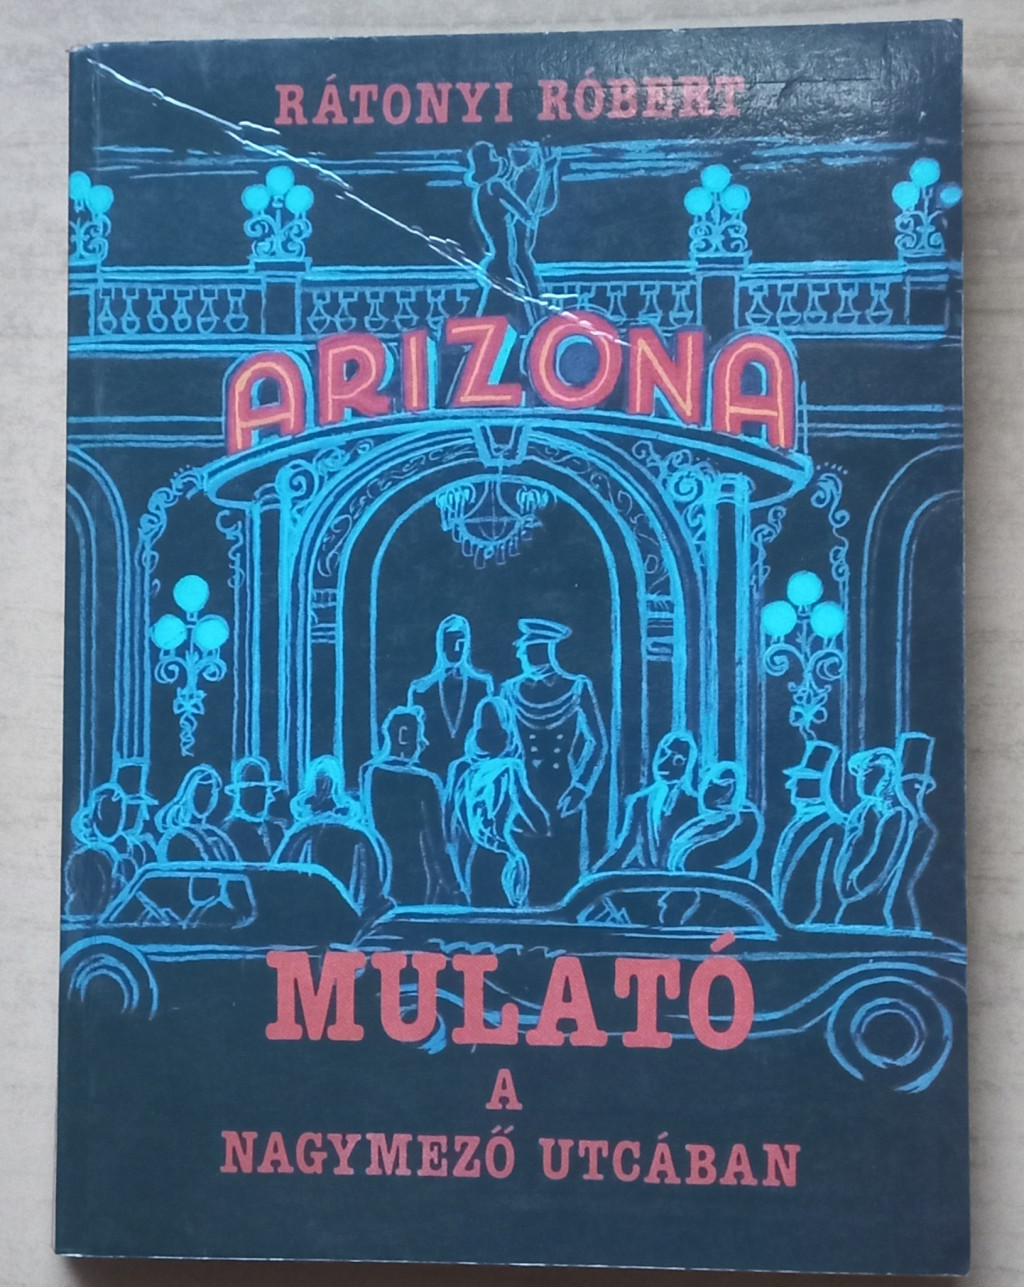 RÁTONYI RÓBERT
ARIZONA
MULATÓ
A
NAGYMEZŐ UTCÁBAN